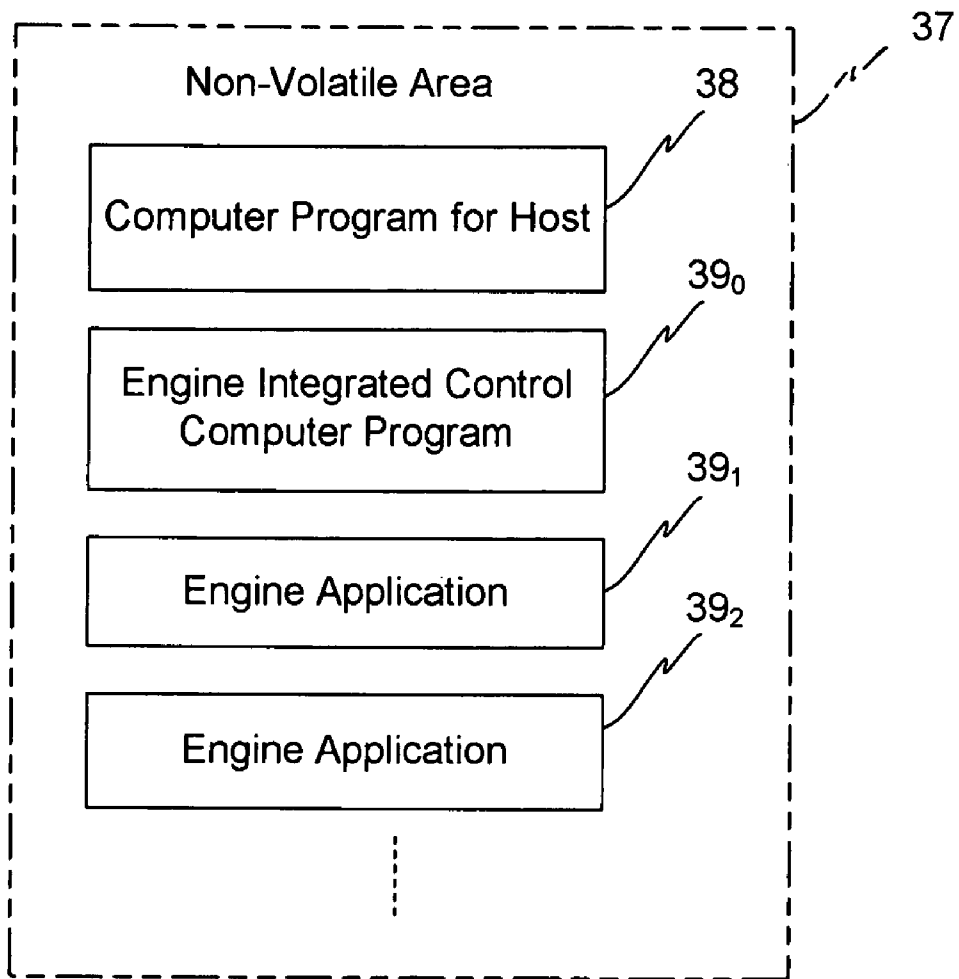 37
Non-Volatile Area
38
Computer Program for Host
39₀
Engine Integrated Control
Computer Program
39₁
Engine Application
39₂
Engine Application